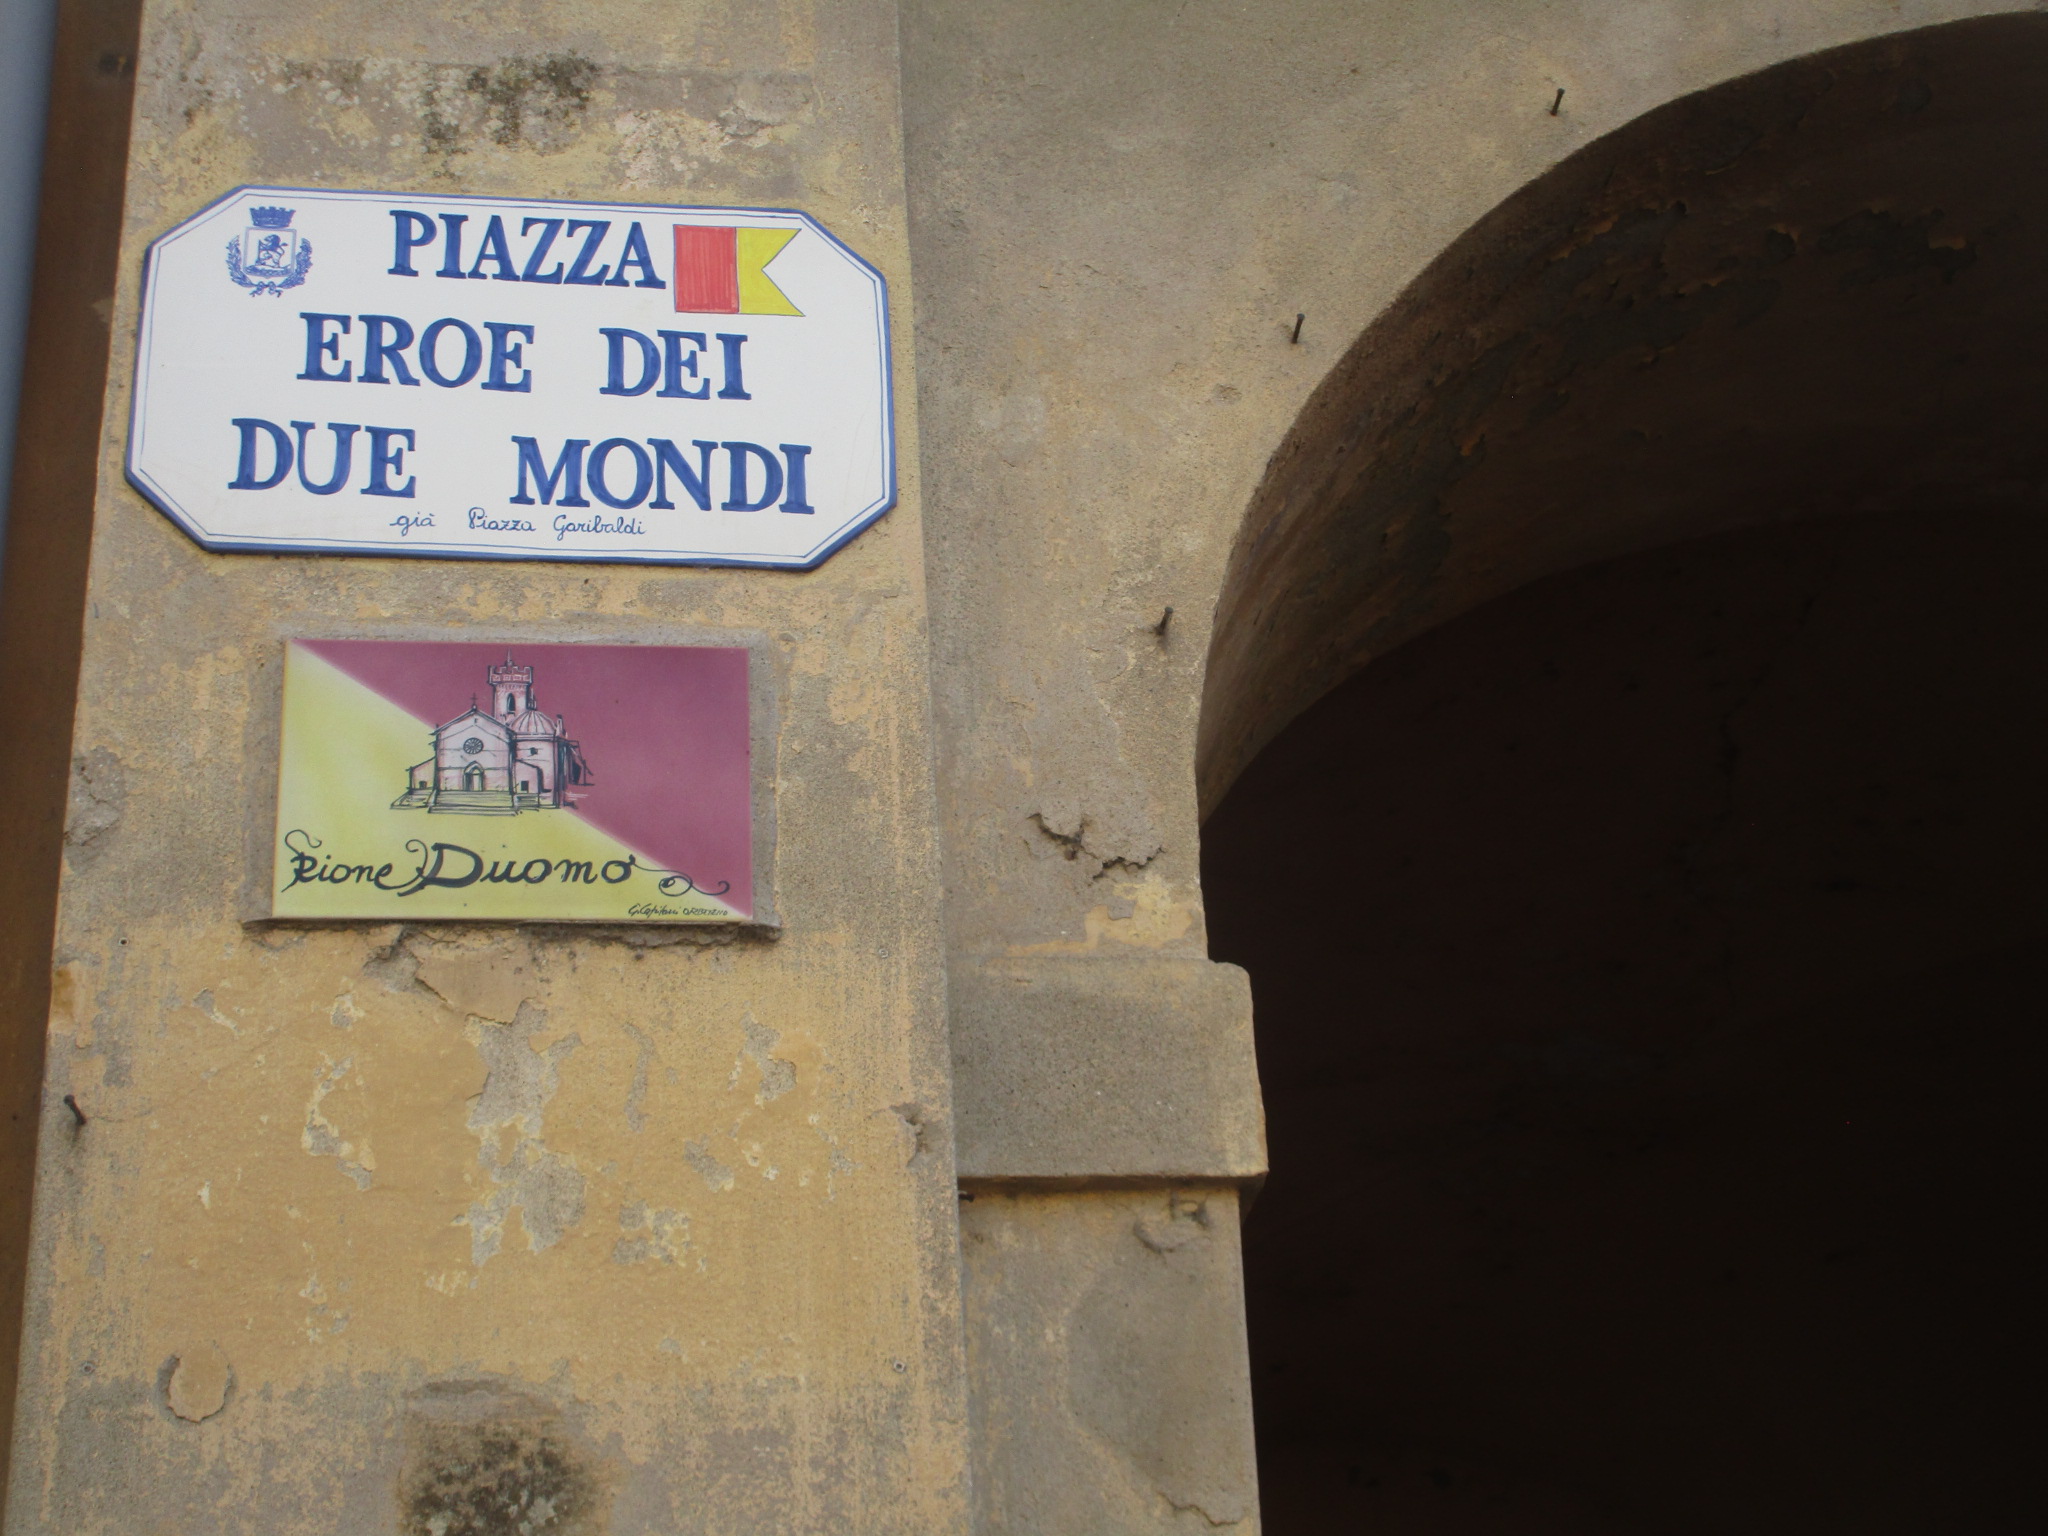 PIAZZA
EROE DEI
DUE MONDI
già Piazza Garibaldi
Rione Duomo